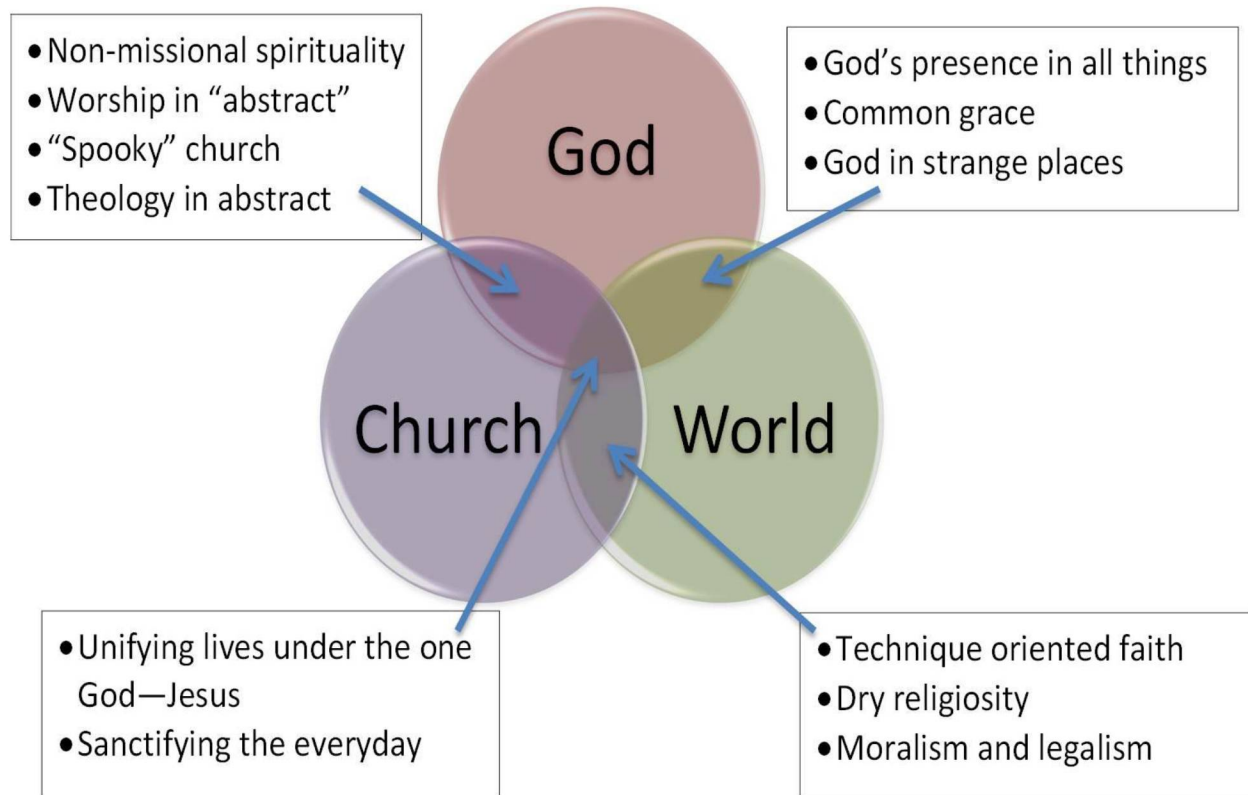 • Non-missional spirituality
• Worship in “abstract”
• “Spooky” church
• Theology in abstract
• God’s presence in all things
• Common grace
• God in strange places
God
Church
World
• Unifying lives under the one
God—Jesus
• Sanctifying the everyday
• Technique oriented faith
• Dry religiosity
• Moralism and legalism